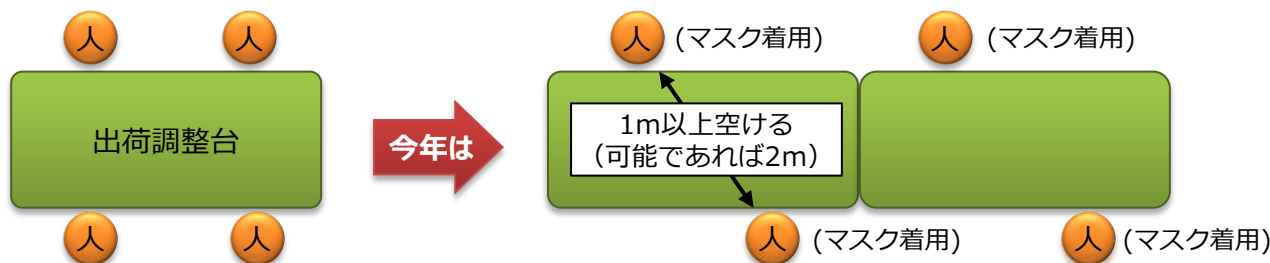 人
人
出荷調整台
人
人
今年は
人 (マスク着用)
人 (マスク着用)
1m以上空ける
(可能であれば2m)
人 (マスク着用)
人 (マスク着用)